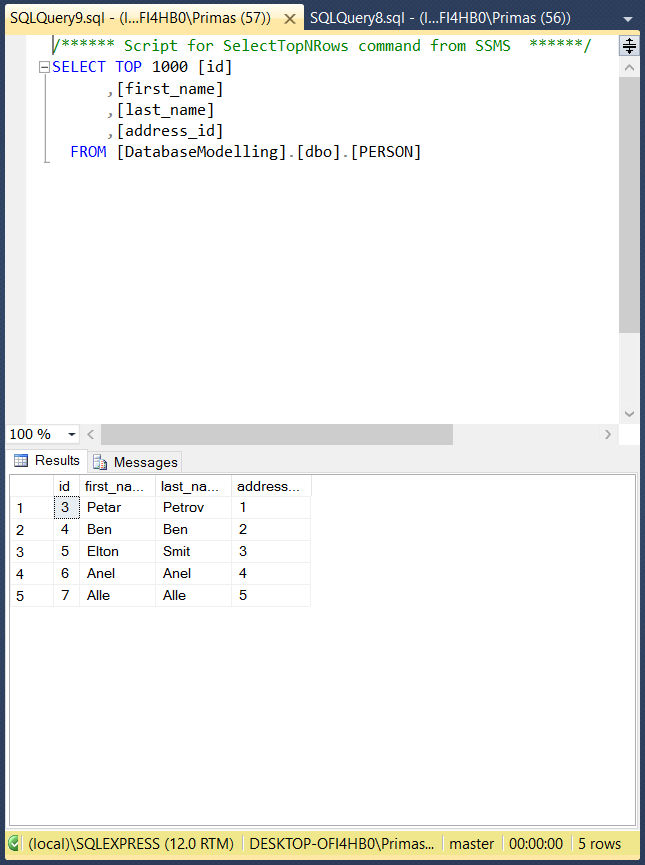 SQLQuery9.sql - (l...FI4HB0\Primas (57)) SQLQuery8.sql - (l...FI4HB0\Primas (56))
/****** Script for SelectTopNRows command from SSMS  ******/
SELECT TOP 1000 [id]
      ,[first_name]
      ,[last_name]
      ,[address_id]
  FROM [DatabaseModelling].[dbo].[PERSON]
100 %
Results Messages
id first_na... last_na... address...
1 3 Petar Petrov 1
2 4 Ben Ben 2
3 5 Elton Smit 3
4 6 Anel Anel 4
5 7 Alle Alle 5
(local)\SQLEXPRESS (12.0 RTM) DESKTOP-OFI4HB0\Primas... master 00:00:00 5 rows